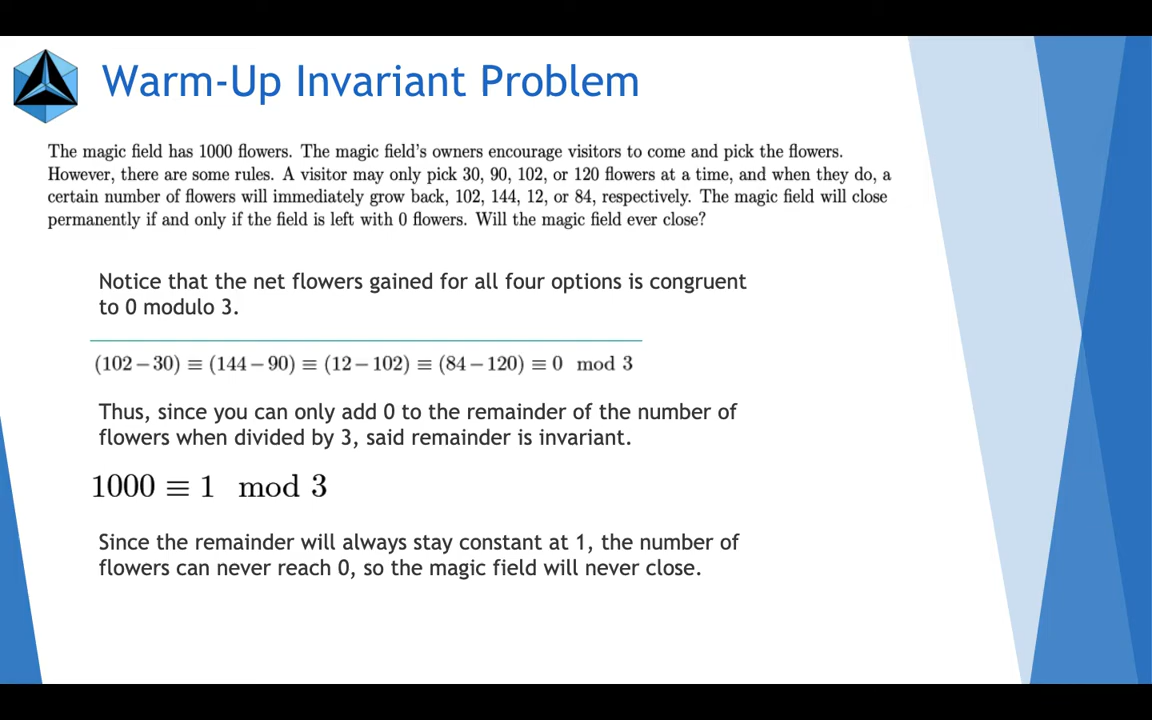 Warm-Up Invariant Problem
The magic field has 1000 flowers. The magic field's owners encourage visitors to come and pick the flowers.
However, there are some rules. A visitor may only pick 30, 90, 102, or 120 flowers at a time, and when they do, a
certain number of flowers will immediately grow back, 102, 144, 12, or 84, respectively. The magic field will close
permanently if and only if the field is left with 0 flowers. Will the magic field ever close?
Notice that the net flowers gained for all four options is congruent
to 0 modulo 3.
(102 − 30) ≡ (144 − 90) ≡ (12 − 102) ≡ (84 − 120) ≡ 0 mod 3
Thus, since you can only add 0 to the remainder of the number of
flowers when divided by 3, said remainder is invariant.
1000 ≡ 1 mod 3
Since the remainder will always stay constant at 1, the number of
flowers can never reach 0, so the magic field will never close.